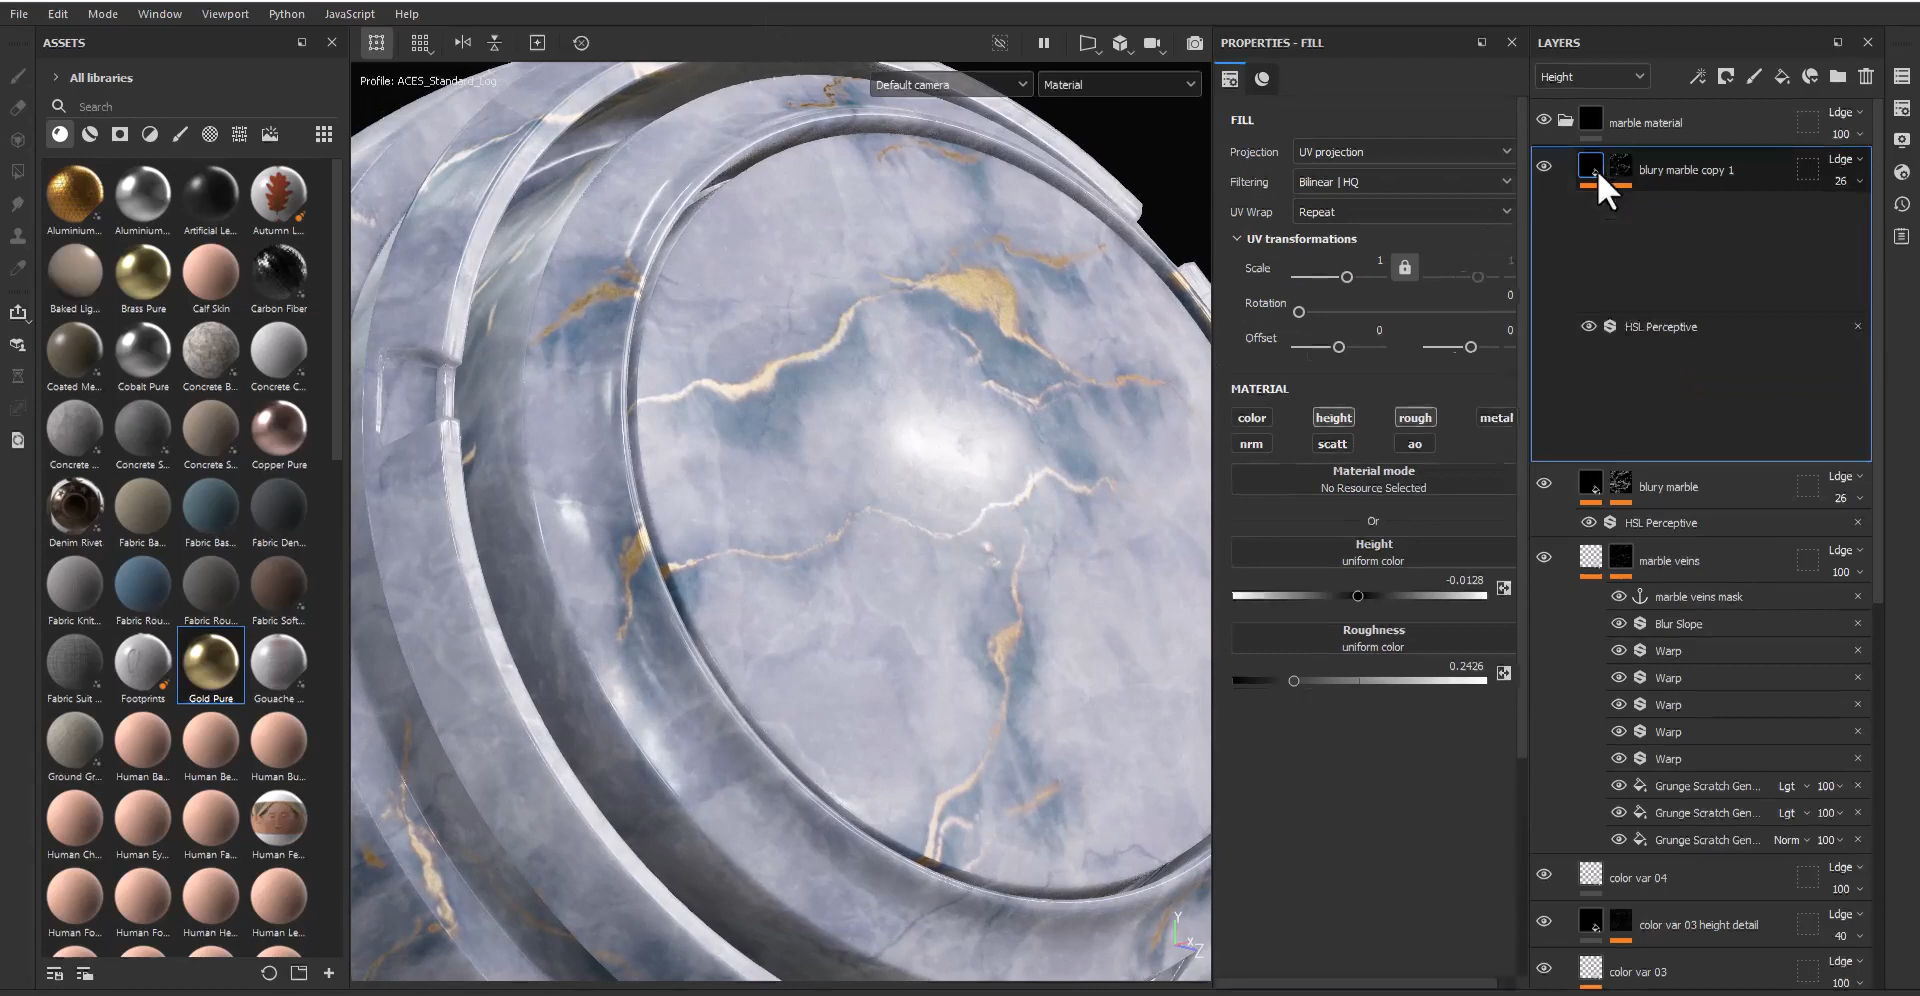 File Edit Mode Window Viewport Python JavaScript Help
ASSETS
All libraries
Search
Aluminium... Aluminium... Artificial Le... Autumn L...
Baked Lig... Brass Pure Calf Skin Carbon Fiber
Coated Me... Cobalt Pure Concrete B... Concrete C...
Concrete ... Concrete S... Concrete S... Copper Pure
Denim Rivet Fabric Ba... Fabric Bas... Fabric Den...
Fabric Knit... Fabric Rou... Fabric Rou... Fabric Soft...
Fabric Suit ... Footprints Gold Pure Gouache ...
Ground Gr... Human Ba... Human Be... Human Bu...
Human Ch... Human Ey... Human Fa... Human Fe...
Human Fo... Human Fo... Human He... Human Le...
Profile: ACES_Standard_Log
Default camera
Material
Y
X
Z
PROPERTIES - FILL
FILL
Projection UV projection
Filtering Bilinear | HQ
UV Wrap Repeat
UV transformations
Scale 1 1
Rotation 0
Offset 0 0
MATERIAL
color height rough metal
nrm scatt ao
Material mode
No Resource Selected
Or
Height
uniform color
-0.0128
Roughness
uniform color
0.2426
LAYERS
Height
marble material Ldge 100
blury marble copy 1 Ldge 26
HSL Perceptive
blury marble Ldge 26
HSL Perceptive
marble veins Ldge 100
marble veins mask
Blur Slope
Warp
Warp
Warp
Warp
Warp
Grunge Scratch Gen... Lgt 100
Grunge Scratch Gen... Lgt 100
Grunge Scratch Gen... Norm 100
color var 04 Ldge 100
color var 03 height detail Ldge 40
color var 03 Ldge 100